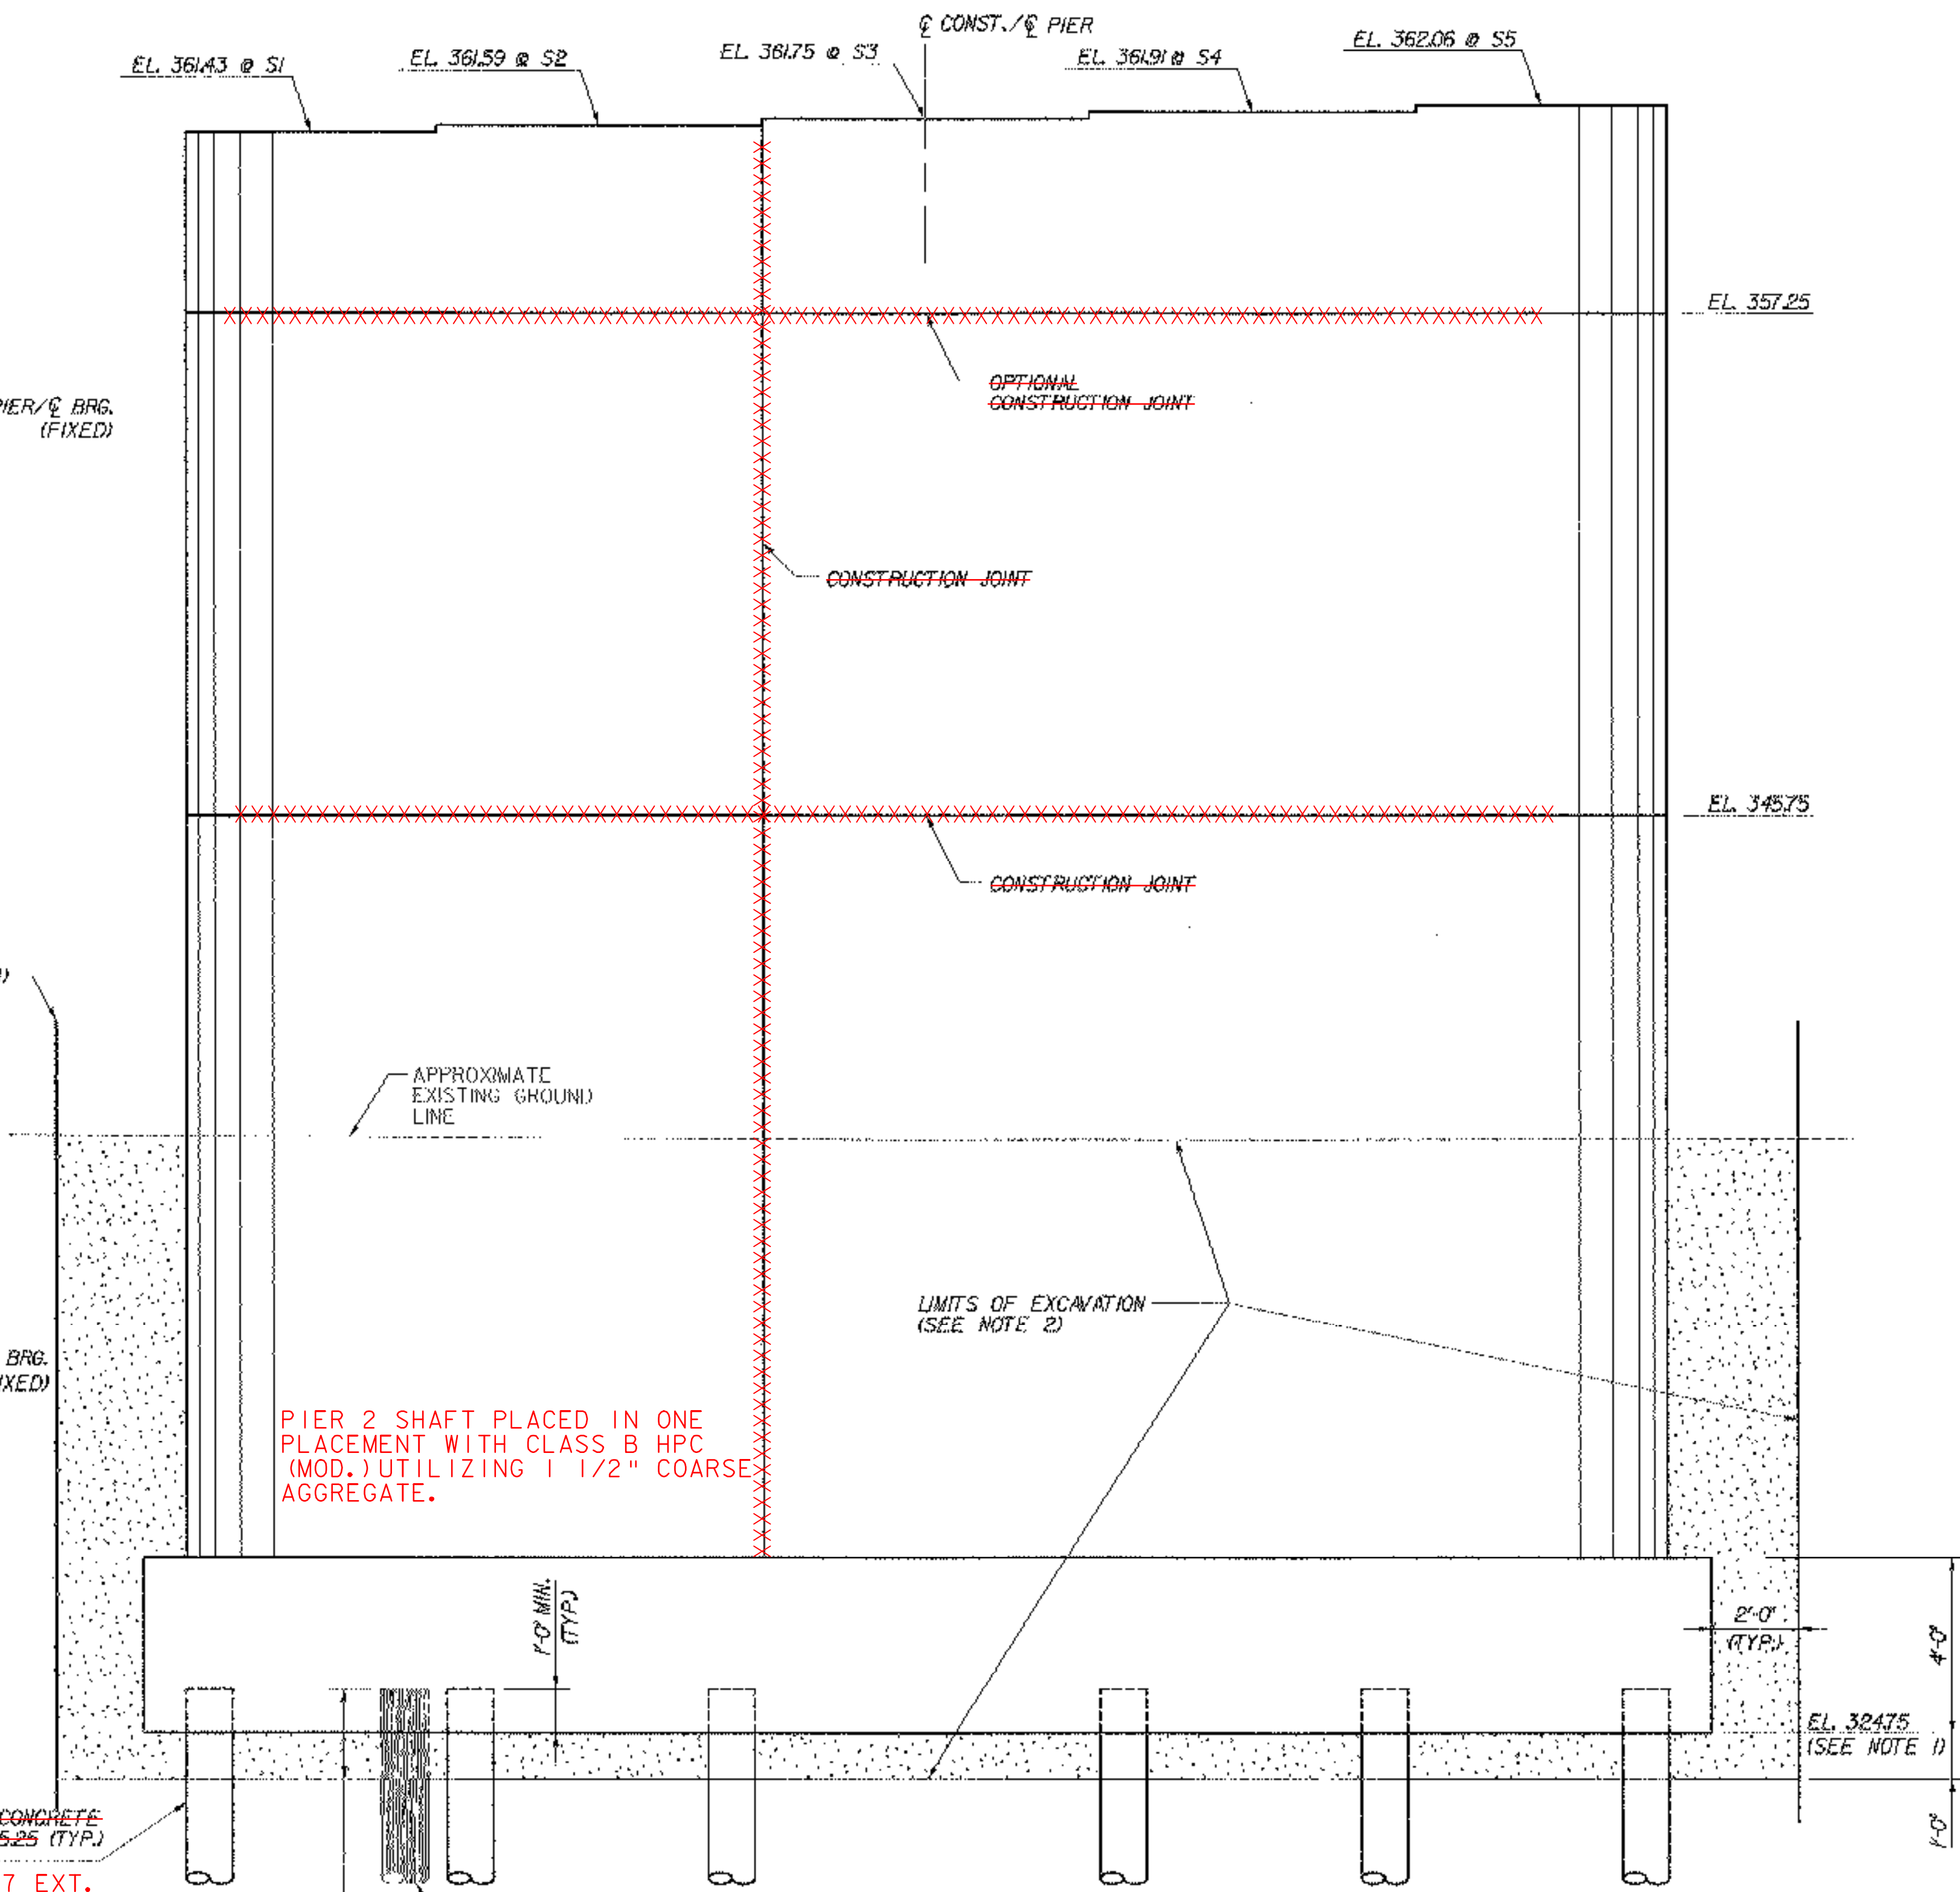 ℄ CONST./℄ PIER
EL. 361.43 @ S1
EL. 361.59 @ S2
EL. 361.75 @ S3
EL. 361.91 @ S4
EL. 362.06 @ S5
EL. 357.25
OPTIONAL
CONSTRUCTION JOINT
PIER/℄ BRG.
(FIXED)
CONSTRUCTION JOINT
EL. 345.75
CONSTRUCTION JOINT
APPROXIMATE
EXISTING GROUND
LINE
LIMITS OF EXCAVATION
(SEE NOTE 2)
BRG.
PIER 2 SHAFT PLACED IN ONE
PLACEMENT WITH CLASS B HPC
(MOD.) UTILIZING 1 1/2" COARSE
AGGREGATE.
1'-0" MIN.
(TYP.)
2'-0"
(TYP.)
4'-0"
EL. 324.75
(SEE NOTE 1)
1'-0"
CONCRETE
5.25 (TYP.)
7 EXT.